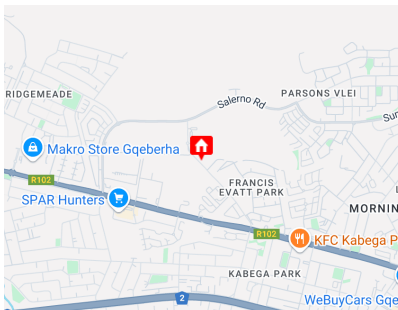 RIDGEMEADE
PARSONS VLEI
Salerno Rd
Sun
Makro Store Gqeberha
R102
SPAR Hunters
FRANCIS
EVATT PARK
L
MORNIN
R102
KFC Kabega P
KABEGA PARK
2
WeBuyCars Gqe